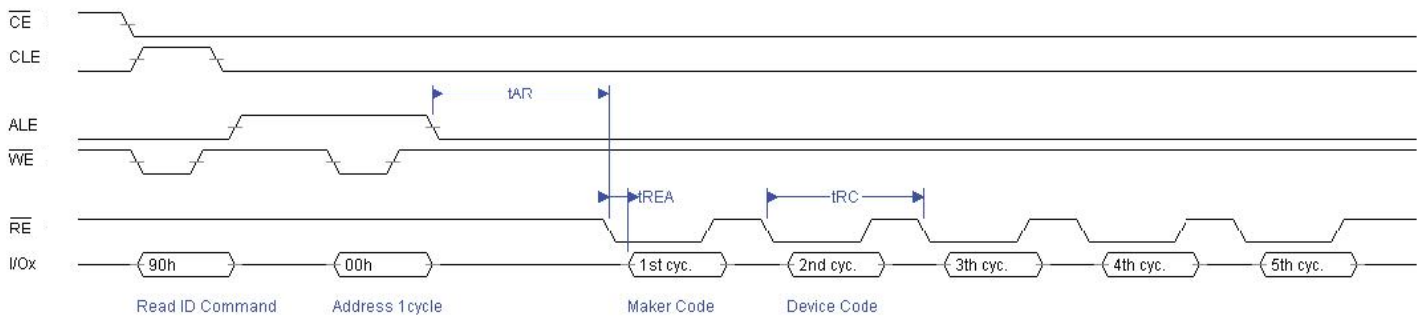 CE
CLE
tAR
ALE
WE
tREA
tRC
RE
I/Ox 90h 00h 1st cyc. 2nd cyc. 3th cyc. 4th cyc. 5th cyc.
Read ID Command Address 1cycle Maker Code Device Code